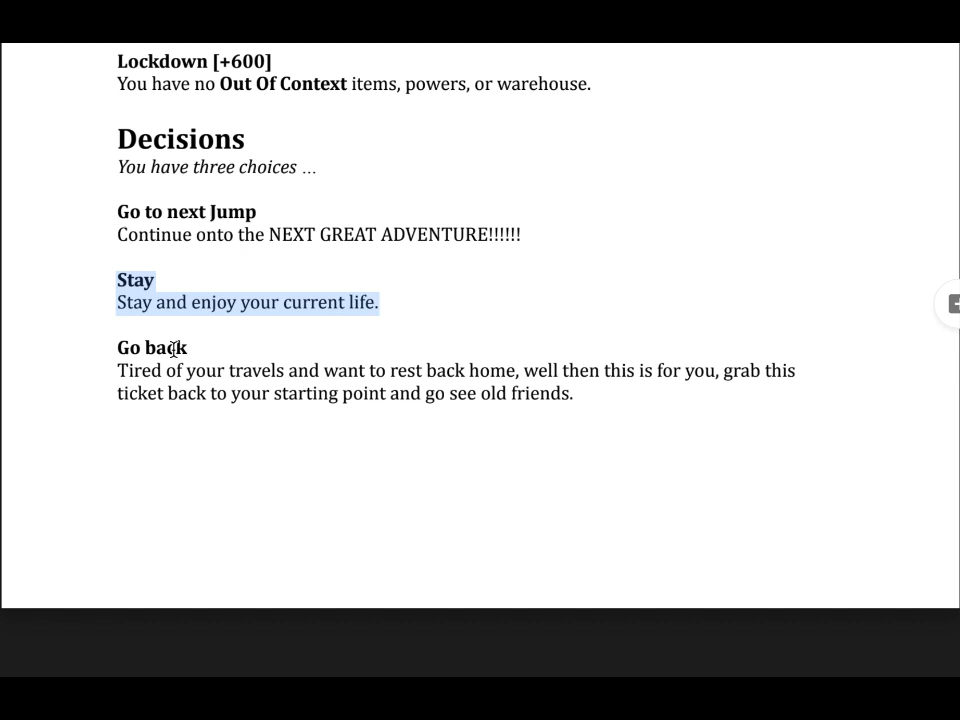 Lockdown [+600]
You have no Out Of Context items, powers, or warehouse.
Decisions
You have three choices …
Go to next Jump
Continue onto the NEXT GREAT ADVENTURE!!!!!!
Stay
Stay and enjoy your current life.
Go back
Tired of your travels and want to rest back home, well then this is for you, grab this
ticket back to your starting point and go see old friends.